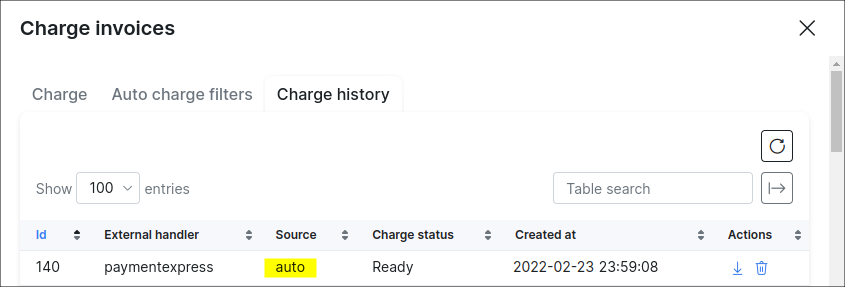 Charge invoices
Charge Auto charge filters Charge history
Show 100 entries Table search
Id External handler Source Charge status Created at Actions
140 paymentexpress auto Ready 2022-02-23 23:59:08